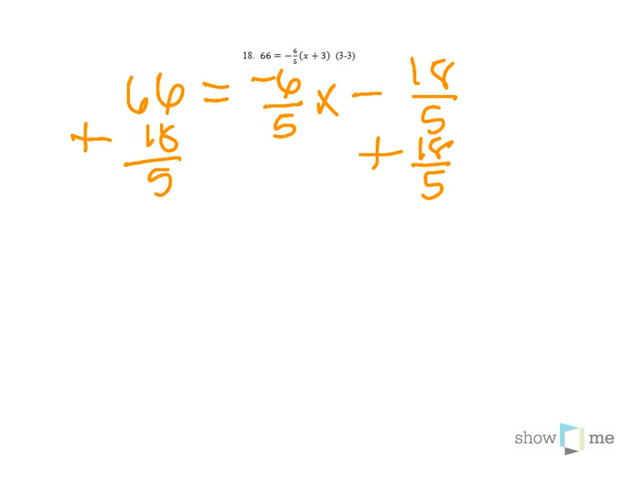 18. 66 = −6/5(x + 3) (3-3)
66 = -6/5 x − 18/5
+ 18/5 + 18/5
show me